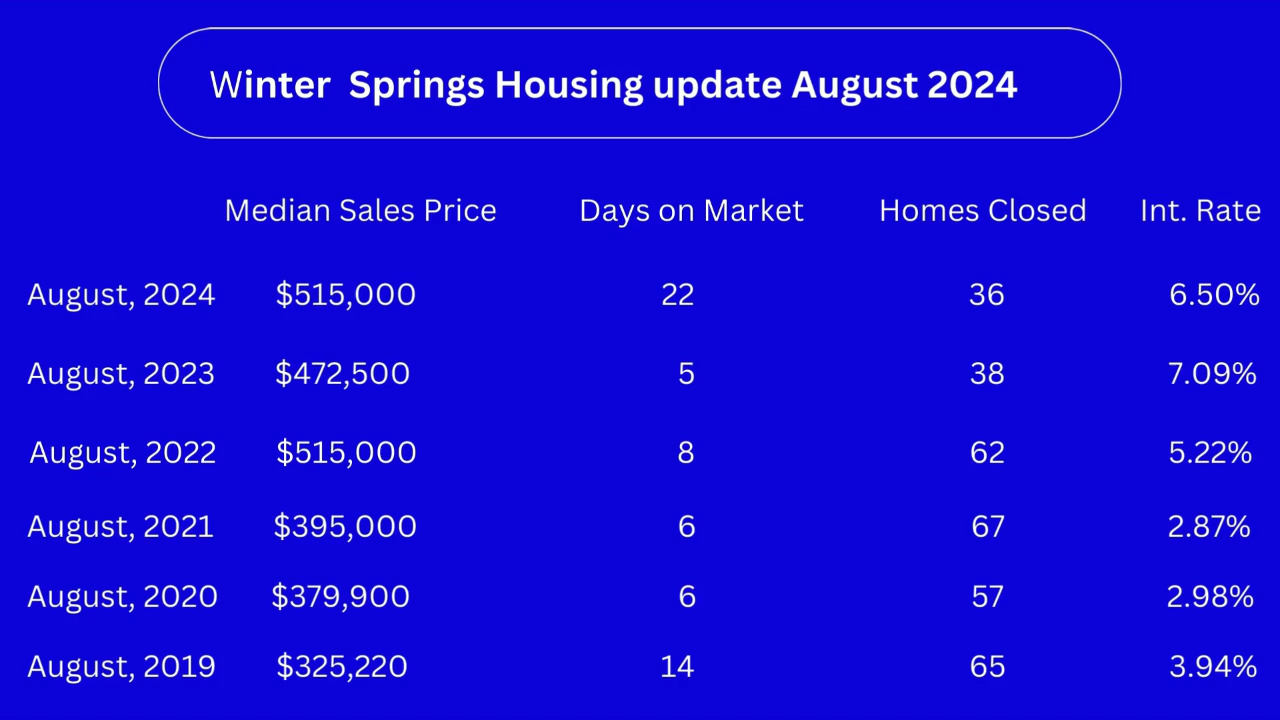 Winter Springs Housing update August 2024
Median Sales Price Days on Market Homes Closed Int. Rate
August, 2024 $515,000 22 36 6.50%
August, 2023 $472,500 5 38 7.09%
August, 2022 $515,000 8 62 5.22%
August, 2021 $395,000 6 67 2.87%
August, 2020 $379,900 6 57 2.98%
August, 2019 $325,220 14 65 3.94%